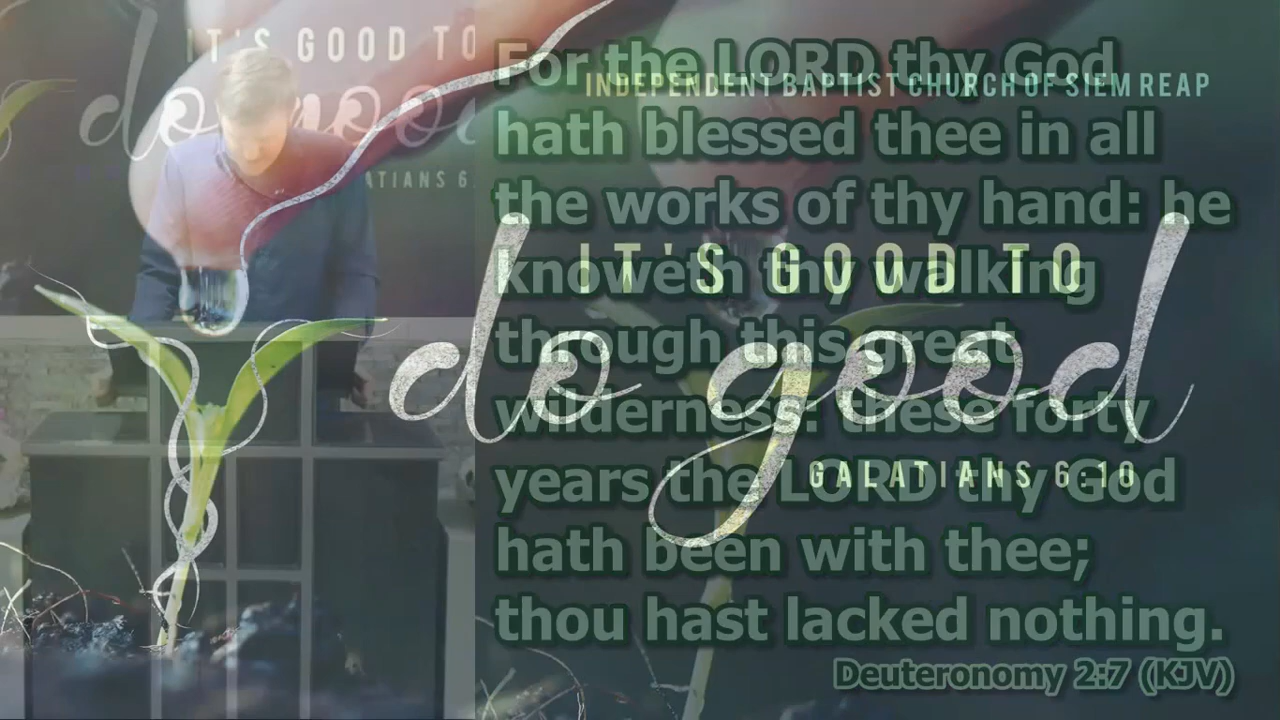 IT'S GOOD TO
do good
ATIANS 6
For the LORD thy God
hath blessed thee in all
the works of thy hand: he
knoweth thy walking
through this great
wilderness: these forty
years the LORD thy God
hath been with thee;
thou hast lacked nothing.
Deuteronomy 2:7 (KJV)
INDEPENDENT BAPTIST CHURCH OF SIEM REAP
IT'S GOOD TO
do good
GALATIANS 6:10